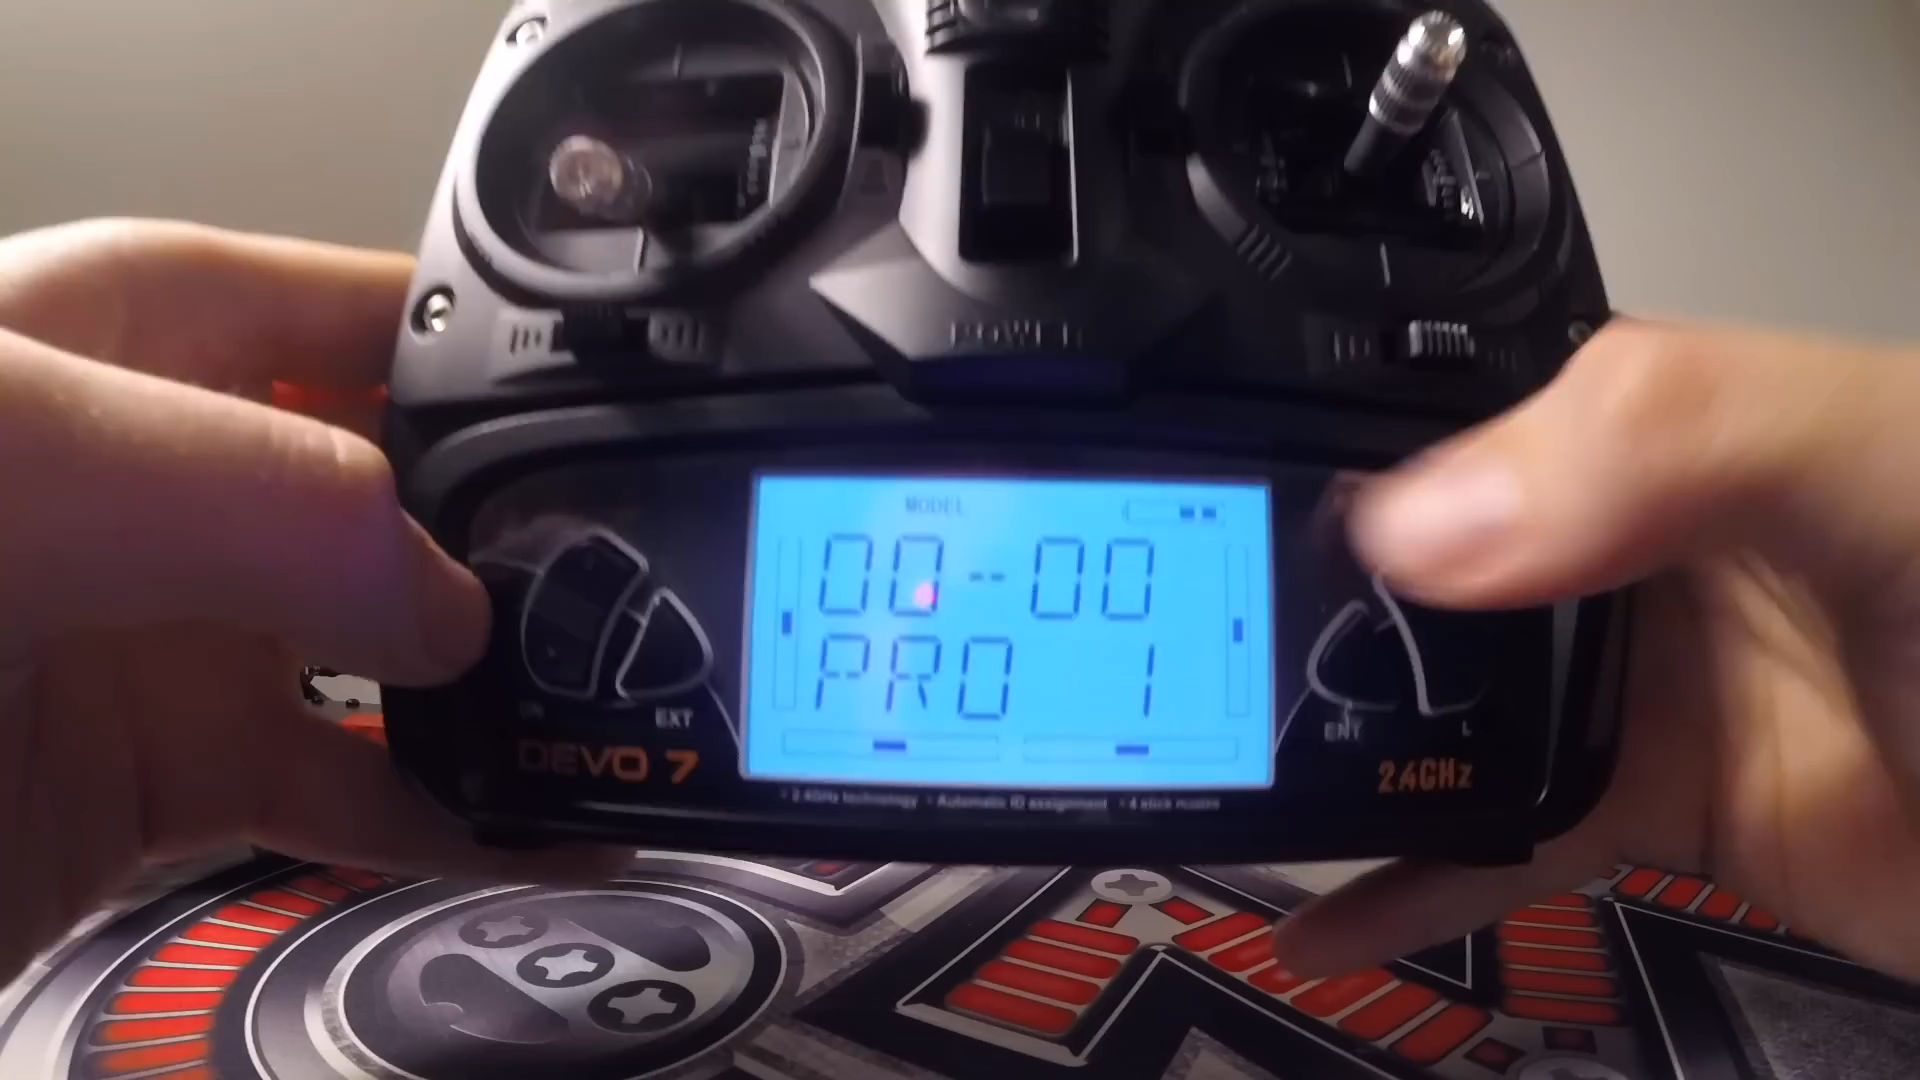 POWER
MODEL
00--00
PRO 1
EXT
ENT
L
DEVO 7
2.4GHz
• 2.4GHz technology • Automatic ID assignment • 4 stick modes